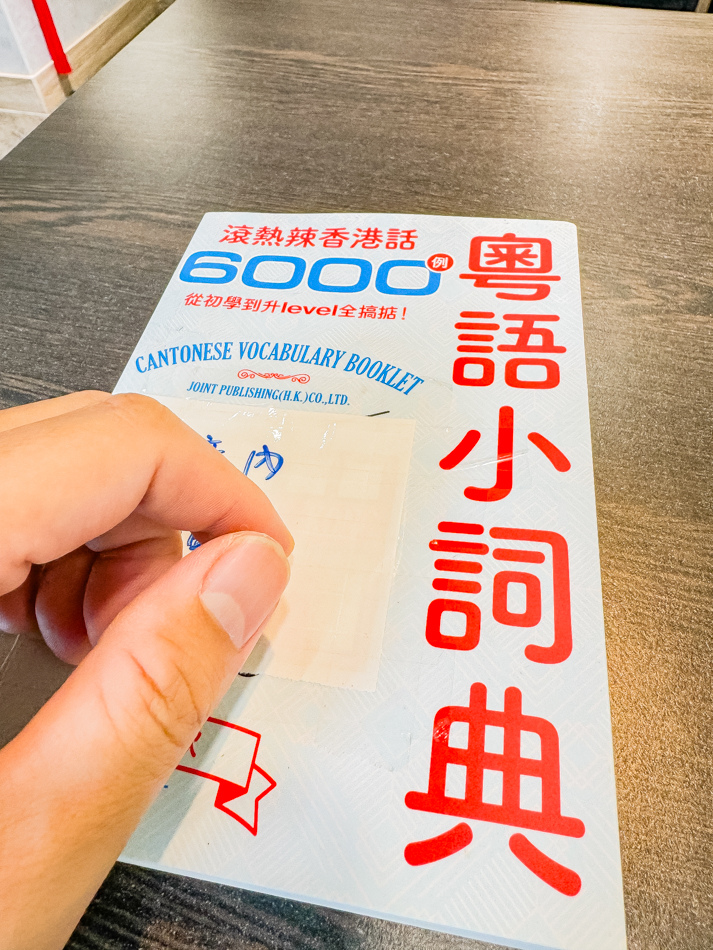 滾熱辣香港話
6000例
從初學到升level全搞掂！
粵語小詞典
CANTONESE VOCABULARY BOOKLET
JOINT PUBLISHING(H.K.)CO.,LTD.
內